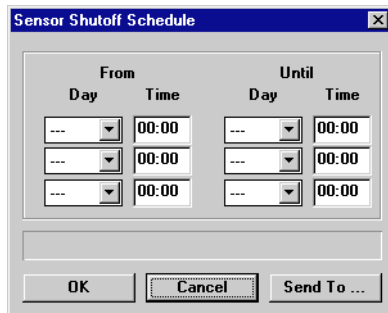 Sensor Shutoff Schedule
From Until
Day Time Day Time
--- 00:00 --- 00:00
--- 00:00 --- 00:00
--- 00:00 --- 00:00
OK Cancel Send To ...